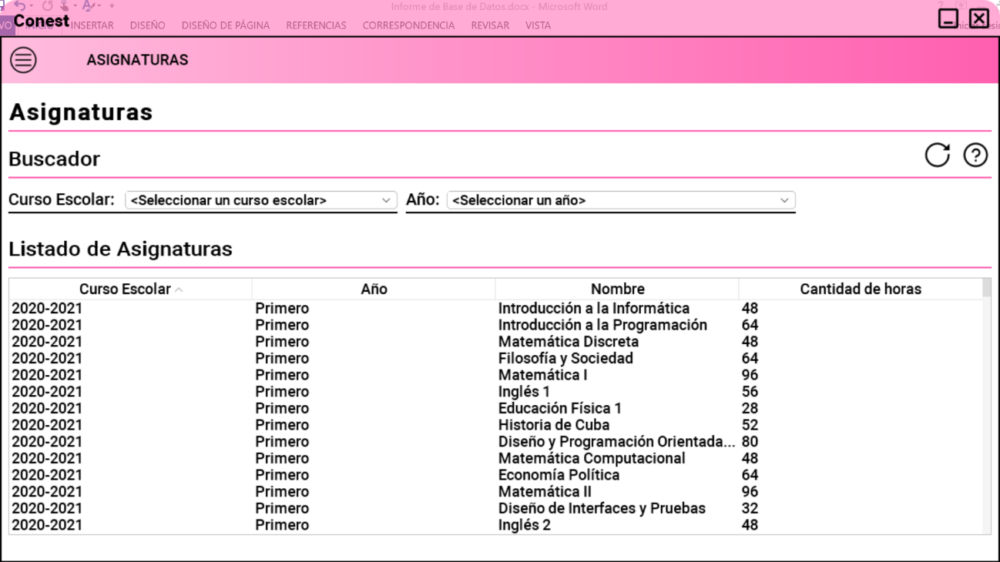 Informe de Base de Datos.docx - Microsoft Word
Conest
INICIO INSERTAR DISEÑO DISEÑO DE PÁGINA REFERENCIAS CORRESPONDENCIA REVISAR VISTA
ASIGNATURAS
Asignaturas
Buscador
Curso Escolar: <Seleccionar un curso escolar> Año: <Seleccionar un año>
Listado de Asignaturas
Curso Escolar Año Nombre Cantidad de horas
2020-2021 Primero Introducción a la Informática 48
2020-2021 Primero Introducción a la Programación 64
2020-2021 Primero Matemática Discreta 48
2020-2021 Primero Filosofía y Sociedad 64
2020-2021 Primero Matemática I 96
2020-2021 Primero Inglés 1 56
2020-2021 Primero Educación Física 1 28
2020-2021 Primero Historia de Cuba 52
2020-2021 Primero Diseño y Programación Orientada... 80
2020-2021 Primero Matemática Computacional 48
2020-2021 Primero Economía Política 64
2020-2021 Primero Matemática II 96
2020-2021 Primero Diseño de Interfaces y Pruebas 32
2020-2021 Primero Inglés 2 48